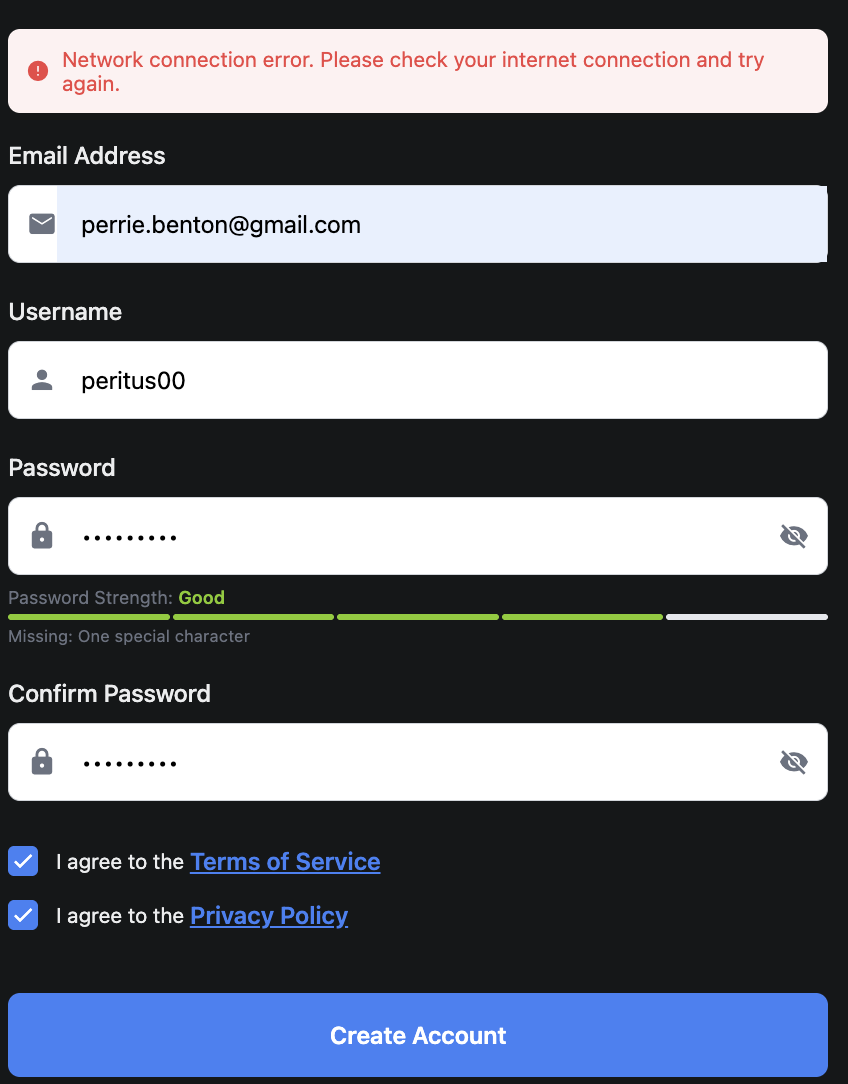 Network connection error. Please check your internet connection and try
again.
Email Address
perrie.benton@gmail.com
Username
peritus00
Password
•••••••••
Password Strength: Good
Missing: One special character
Confirm Password
•••••••••
I agree to the Terms of Service
I agree to the Privacy Policy
Create Account